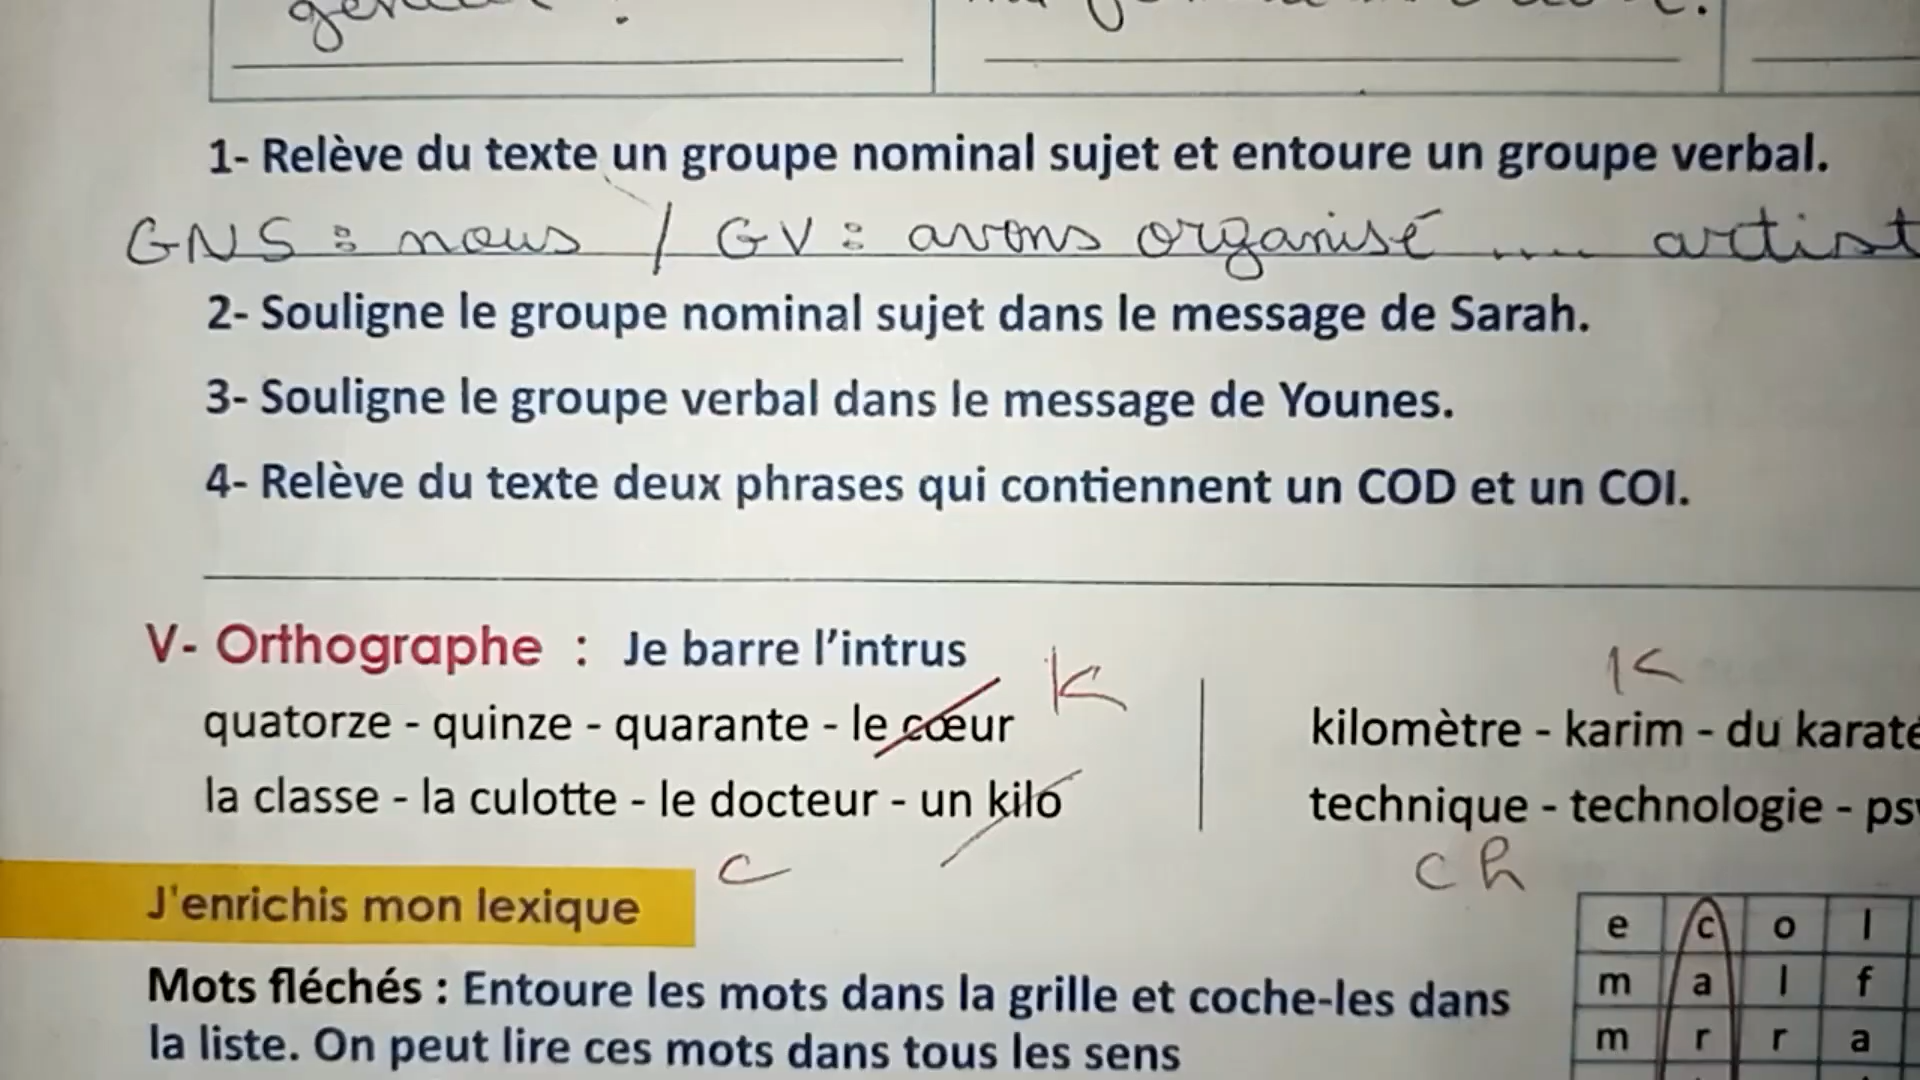 1- Relève du texte un groupe nominal sujet et entoure un groupe verbal.
GNS : nous / GV : avons organisé .... artist
2- Souligne le groupe nominal sujet dans le message de Sarah.
3- Souligne le groupe verbal dans le message de Younes.
4- Relève du texte deux phrases qui contiennent un COD et un COI.
V- Orthographe : Je barre l'intrus
K
K
quatorze - quinze - quarante - le cœur
kilomètre - karim - du karaté
la classe - la culotte - le docteur - un kilo
technique - technologie - psy
c
ch
J'enrichis mon lexique
Mots fléchés : Entoure les mots dans la grille et coche-les dans
la liste. On peut lire ces mots dans tous les sens
e c o l
m a l f
m r r a